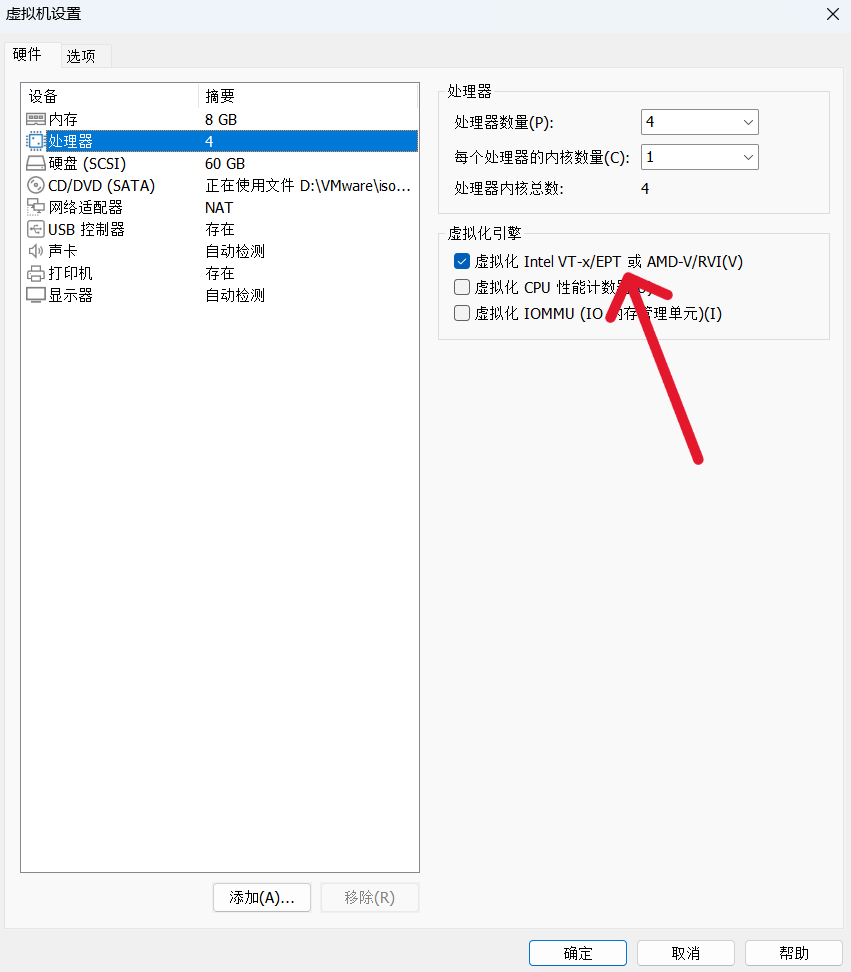 虚拟机设置
硬件 选项
设备 摘要
内存 8 GB
处理器 4
硬盘 (SCSI) 60 GB
CD/DVD (SATA) 正在使用文件 D:\VMware\iso...
网络适配器 NAT
USB 控制器 存在
声卡 自动检测
打印机 存在
显示器 自动检测
添加(A)... 移除(R)
处理器
处理器数量(P): 4
每个处理器的内核数量(C): 1
处理器内核总数: 4
虚拟化引擎
虚拟化 Intel VT-x/EPT 或 AMD-V/RVI(V)
虚拟化 CPU 性能计数
虚拟化 IOMMU (IO 内存管理单元)(I)
确定 取消 帮助